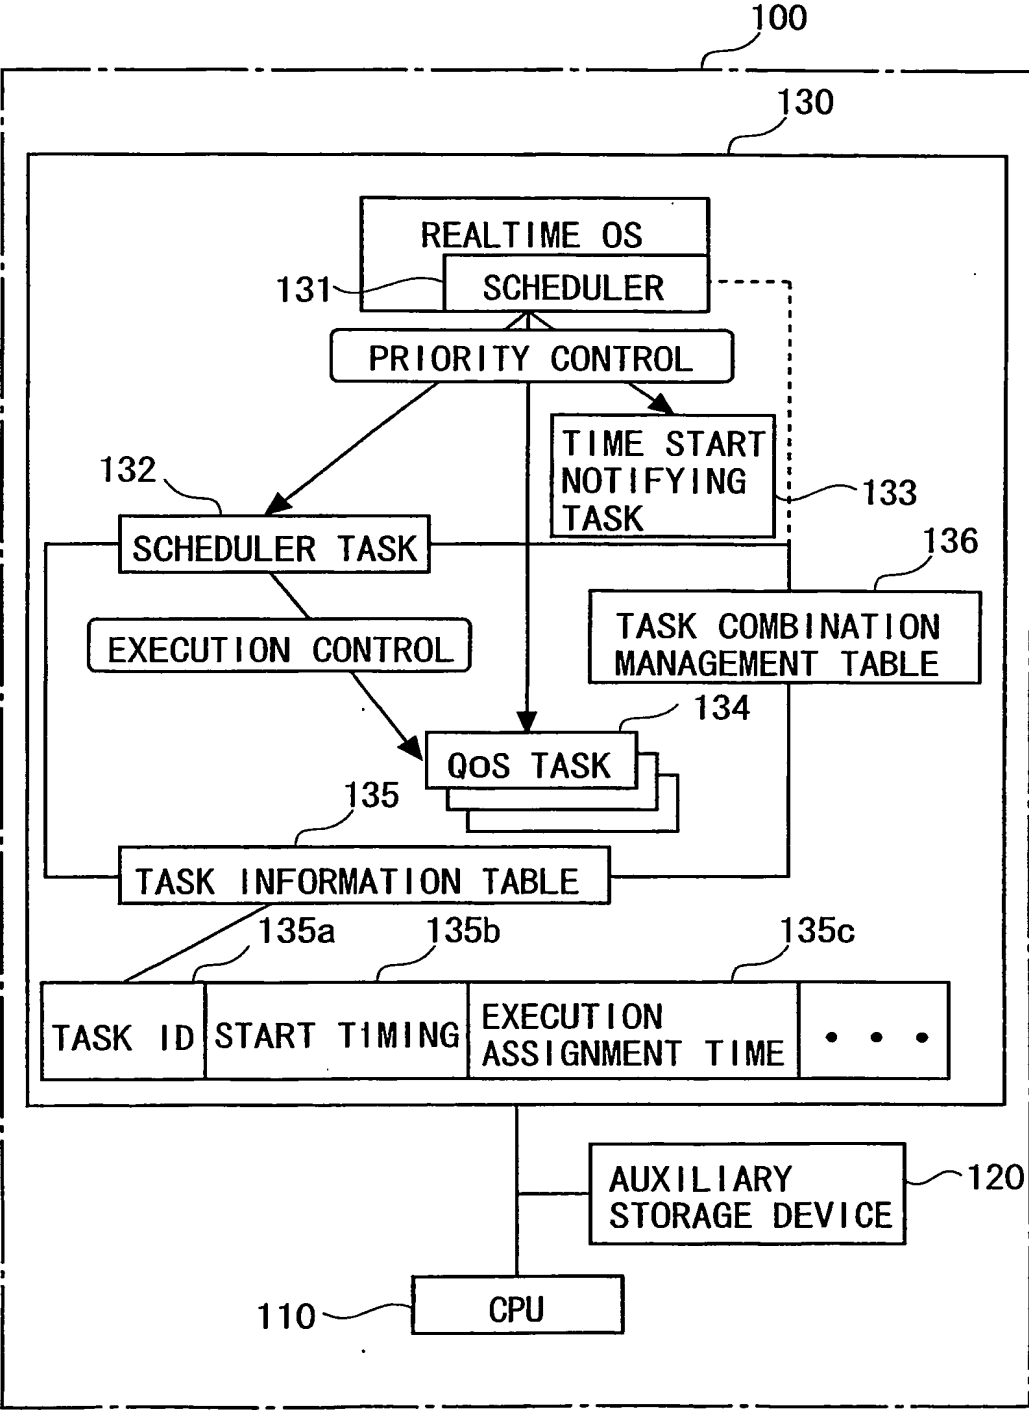 100
130
REALTIME OS
131
SCHEDULER
PRIORITY CONTROL
TIME START
NOTIFYING
TASK
133
132
SCHEDULER TASK
136
TASK COMBINATION
MANAGEMENT TABLE
EXECUTION CONTROL
134
QoS TASK
135
TASK INFORMATION TABLE
135a
135b
135c
TASK ID
START TIMING
EXECUTION
ASSIGNMENT TIME
• • •
AUXILIARY
STORAGE DEVICE
120
110
CPU